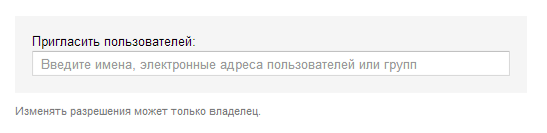 Пригласить пользователей:
Введите имена, электронные адреса пользователей или групп
Изменять разрешения может только владелец.